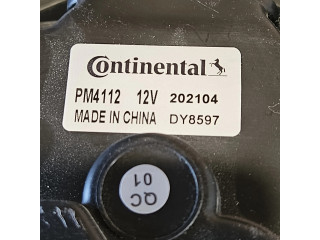 Continental
PM4112 12V 202104
MADE IN CHINA DY8597
QC
01